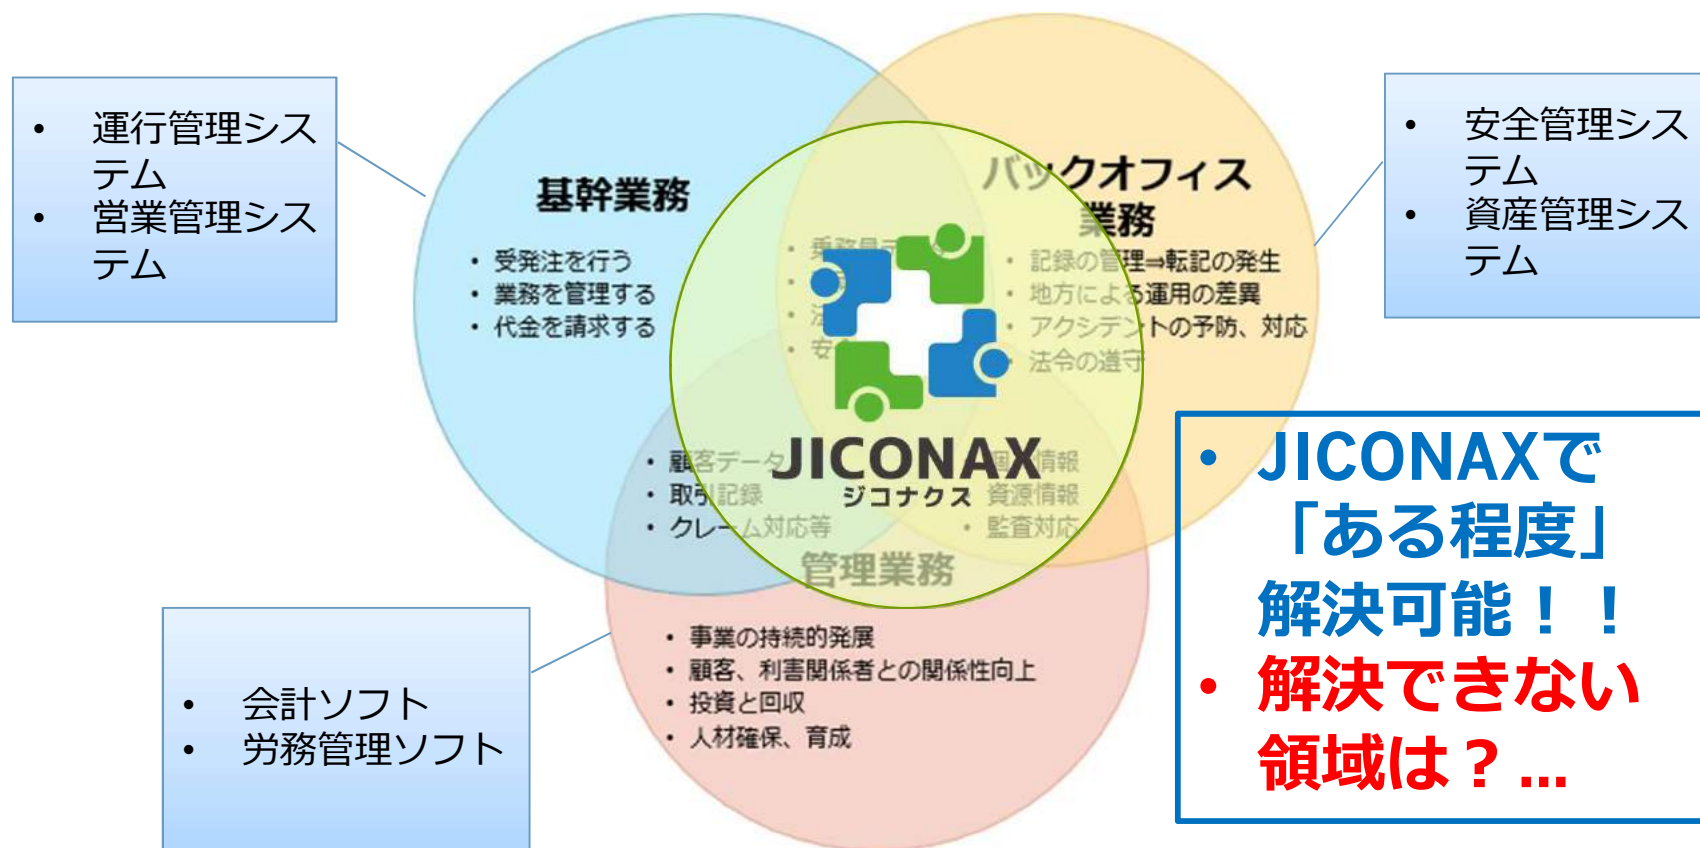 • 運行管理シス
テム
• 営業管理シス
テム
基幹業務
• 受発注を行う
• 業務を管理する
• 代金を請求する
バックオフィス
業務
• 記録の管理⇒転記の発生
• 地方による運用の差異
• アクシデントの予防、対応
• 法令の遵守
• 安全管理シス
テム
• 資産管理シス
テム
• 乗務員
JICONAX
ジコナクス
• 顧客データ
• 取引記録
• クレーム対応等
情報
資源情報
• 監査対応
管理業務
• 事業の持続的発展
• 顧客、利害関係者との関係性向上
• 投資と回収
• 人材確保、育成
• 会計ソフト
• 労務管理ソフト
• JICONAXで
「ある程度」
解決可能！！
• 解決できない
領域は？...